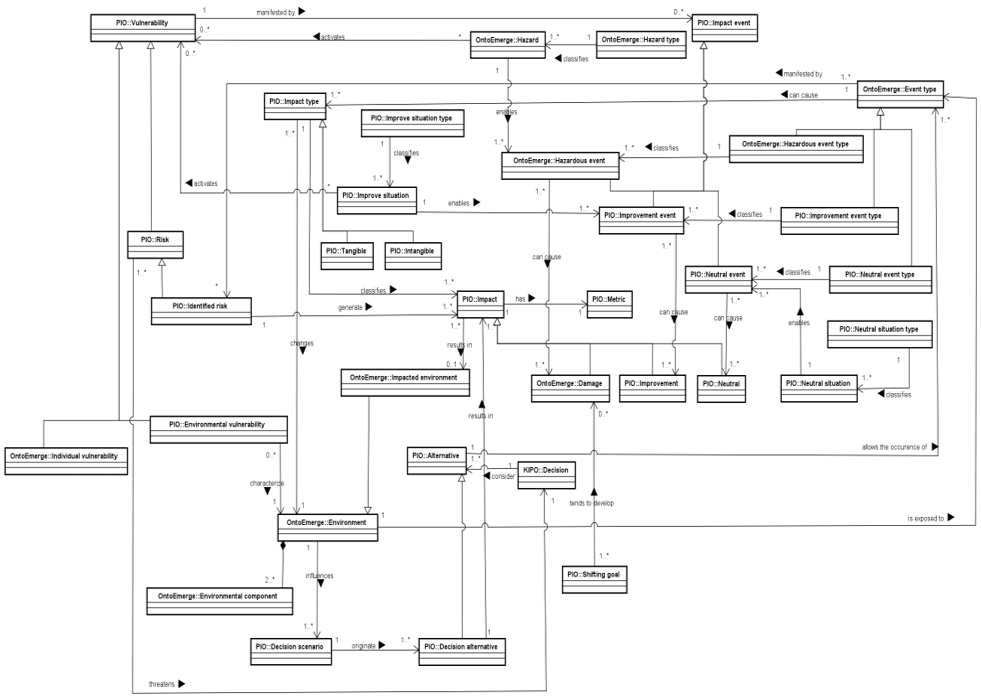 1 manifested by 0..*
PIO::Vulnerability
PIO::Impact event
0..*
activates
*
OntoEmerge::Hazard
1..*
OntoEmerge::Hazard type
0..*
1
classifies
manifested by 1..*
PIO::Impact type
1..*
can cause
1
OntoEmerge::Event type
1..*
1
PIO::Improve situation type
enables
1..*
1
classifies
1..*
OntoEmerge::Hazardous event
1..*
classifies
1
OntoEmerge::Hazardous event type
activates
*
1..*
PIO::Improve situation
1
enables
1..*
PIO::Improvement event
classifies
1
PIO::Improvement event type
1..*
PIO::Risk
PIO::Tangible
PIO::Intangible
1..*
can cause
1..*
PIO::Neutral event
1..*
classifies
1
PIO::Neutral event type
*
classifies
1..*
PIO::Impact
has
1
1
PIO::Metric
1..*
1..*
PIO::Identified risk
generate
1..*
1
1..*
can cause
can cause
enables
PIO::Neutral situation type
changes
results in
0..1
1..*
1..*
1..*
1
1
1..*
OntoEmerge::Impacted environment
OntoEmerge::Damage
PIO::Improvement
PIO::Neutral
PIO::Neutral situation
classifies
results in
0..*
PIO::Environmental vulnerability
OntoEmerge::Individual vulnerability
0..*
PIO::Alternative
1
1..*
allows the occurence of
consider
1
KIPO::Decision
characterize
1
1
1
tends to develop
OntoEmerge::Environment
1
is exposed to
1
2..*
influences
1..*
PIO::Shifting goal
OntoEmerge::Environmental component
1..*
PIO::Decision scenario
1
originate
1..*
1
PIO::Decision alternative
threatens